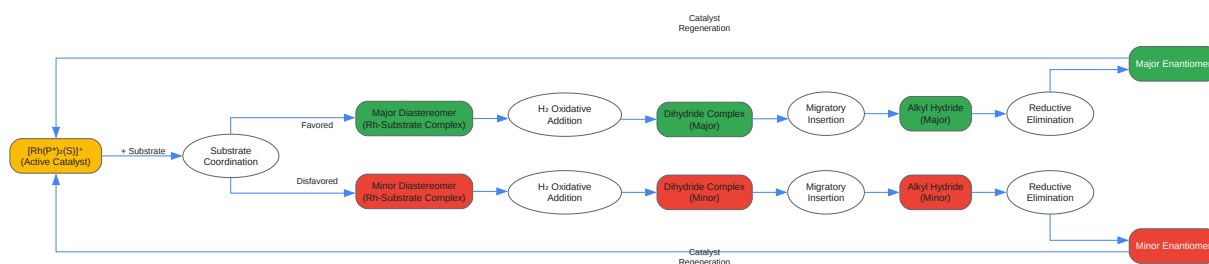 Catalyst
Regeneration
Major Enantiomer
H₂ Oxidative
Addition
Migratory
Insertion
Reductive
Elimination
Major Diastereomer
(Rh-Substrate Complex)
Dihydride Complex
(Major)
Alkyl Hydride
(Major)
Favored
[Rh(P*)₂(S)]⁺
(Active Catalyst)
+ Substrate
Substrate
Coordination
Disfavored
Minor Diastereomer
(Rh-Substrate Complex)
H₂ Oxidative
Addition
Dihydride Complex
(Minor)
Migratory
Insertion
Alkyl Hydride
(Minor)
Reductive
Elimination
Minor Enantiomer
Catalyst
Regeneration